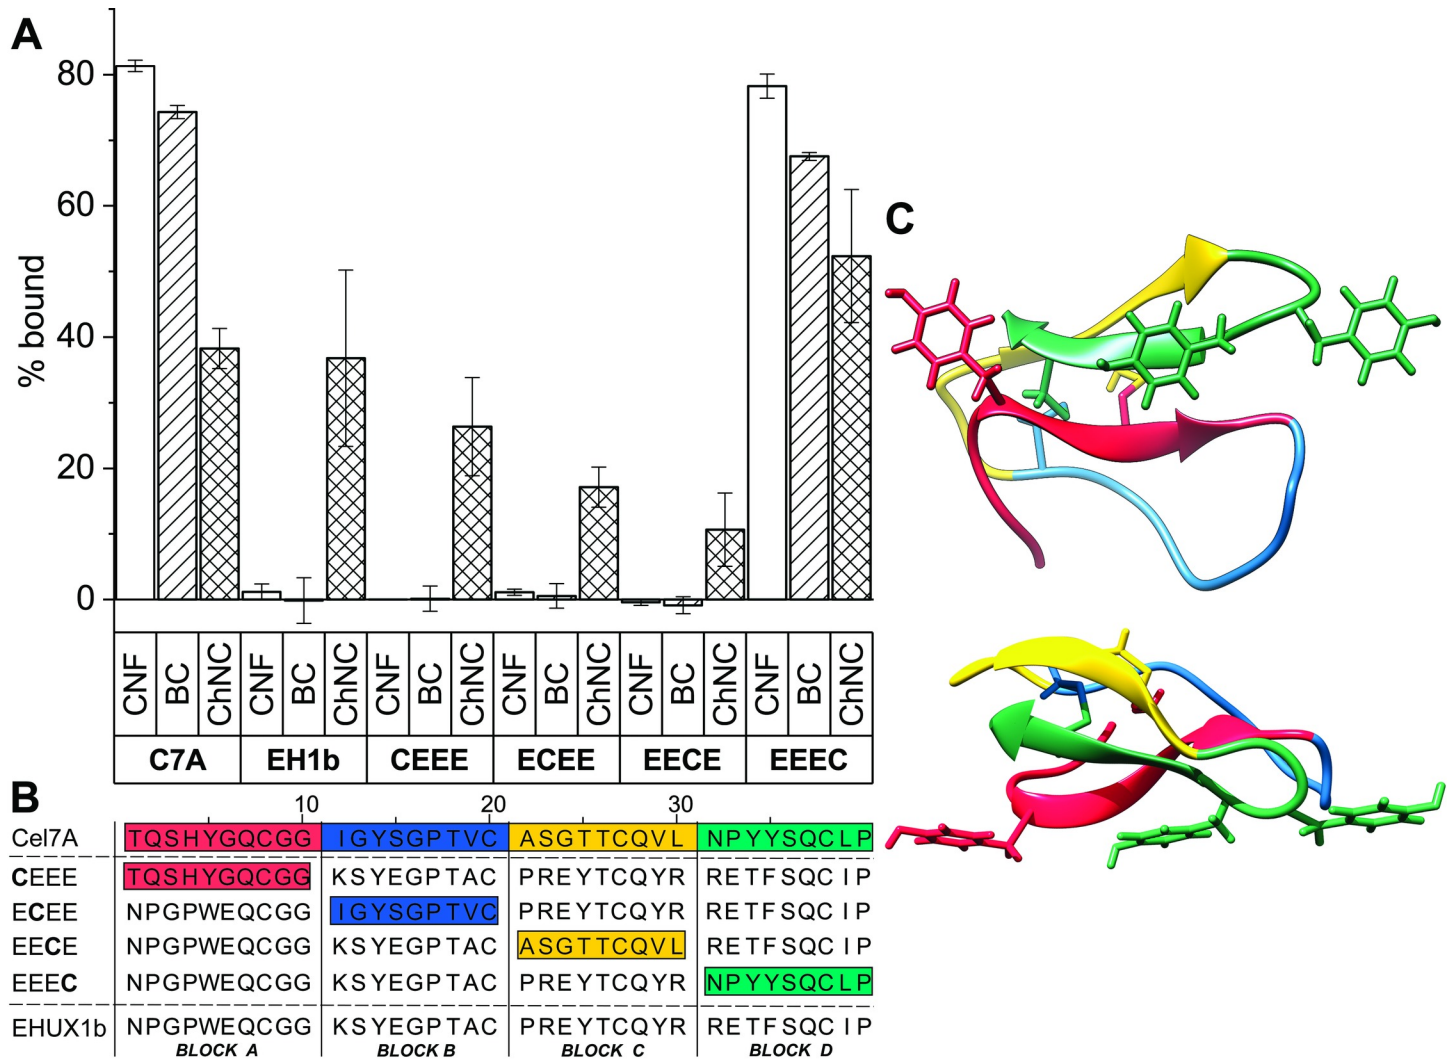 A
% bound
80
60
40
20
0
CNF BC ChNC CNF BC ChNC CNF BC ChNC CNF BC ChNC CNF BC ChNC CNF BC ChNC
C7A EH1b CEEE ECEE EECE EEEC
C
B
10 20 30
Cel7A TQSHYGQCGG IGYSGPTVC ASGTTCQVL NPYYSQCLP
CEEE TQSHYGQCGG KSYEGPTAC PREYTCQYR RETFSQCIP
ECEE NPGPWEQCGG IGYSGPTVC PREYTCQYR RETFSQCIP
EECE NPGPWEQCGG KSYEGPTAC ASGTTCQVL RETFSQCIP
EEEC NPGPWEQCGG KSYEGPTAC PREYTCQYR NPYYSQCLP
EHUX1b NPGPWEQCGG KSYEGPTAC PREYTCQYR RETFSQCIP
BLOCK A BLOCK B BLOCK C BLOCK D